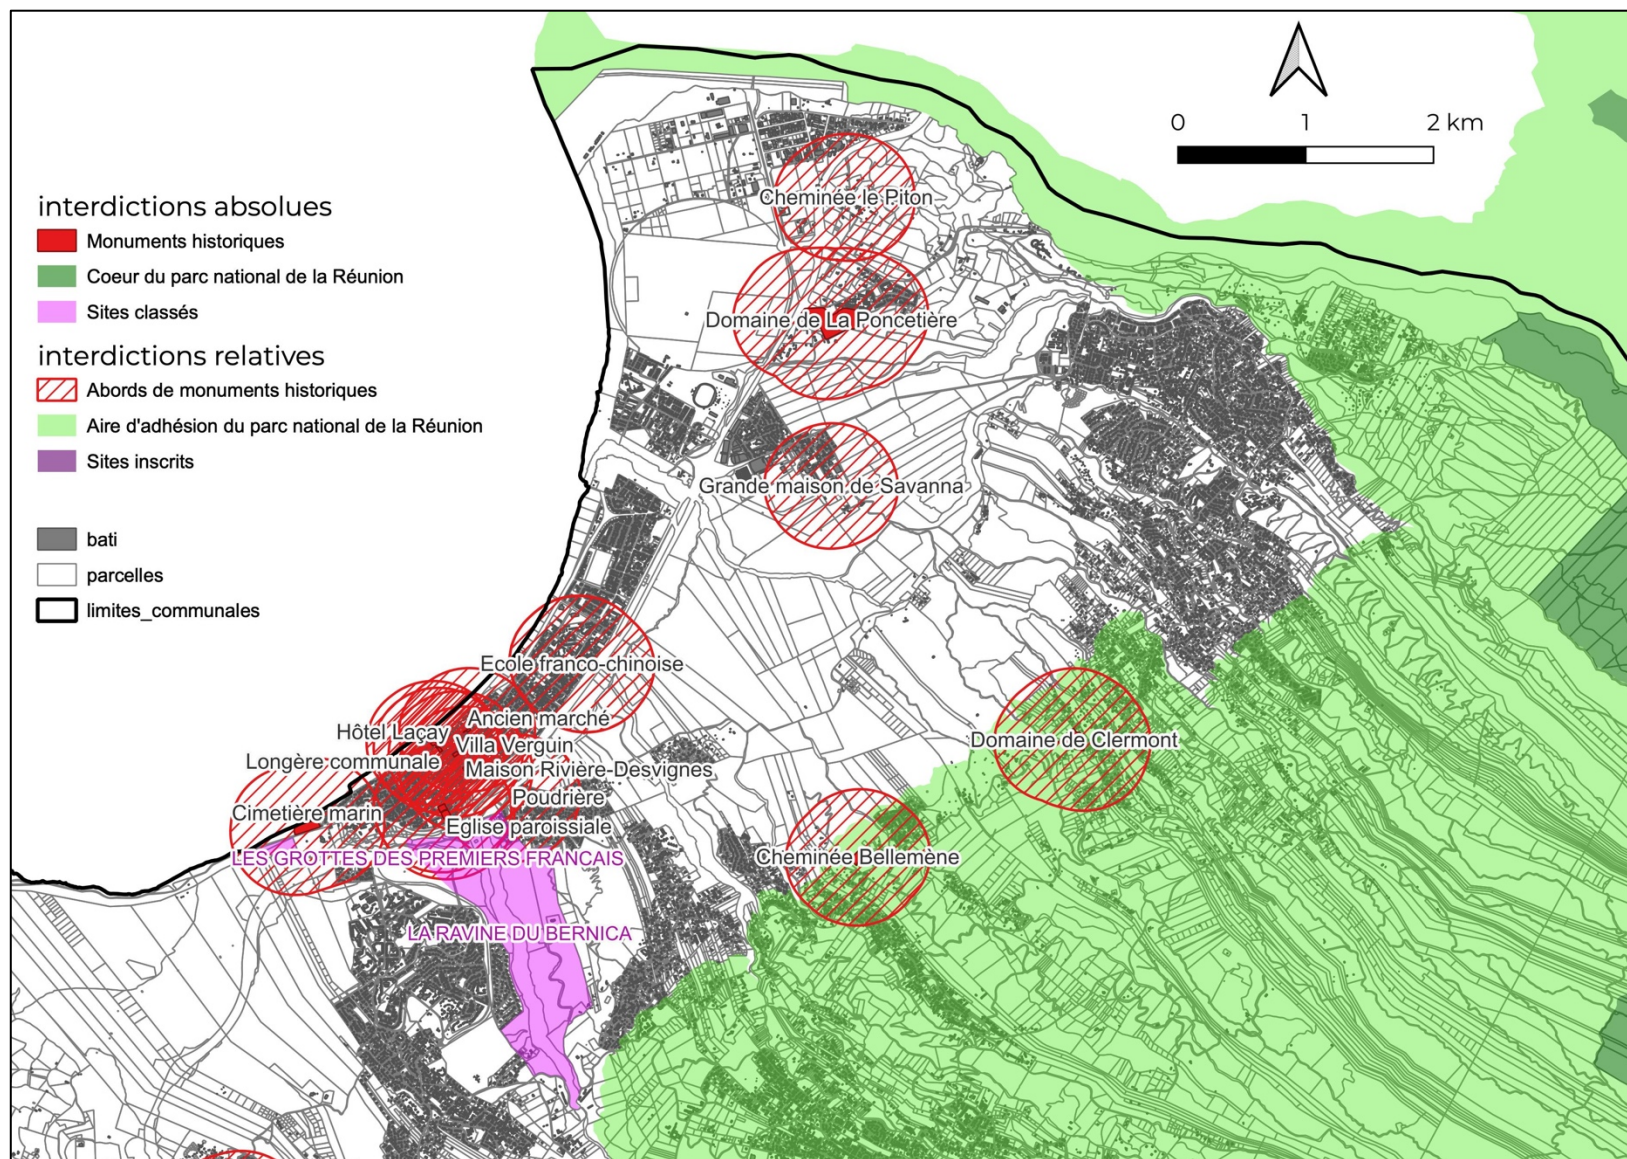 0 1 2 km
interdictions absolues
Monuments historiques
Coeur du parc national de la Réunion
Sites classés
interdictions relatives
Abords de monuments historiques
Aire d'adhésion du parc national de la Réunion
Sites inscrits
bati
parcelles
limites_communales
Cheminée le Piton
Domaine de La Poncetière
Grande maison de Savanna
Ecole franco-chinoise
Ancien marché
Hôtel Laçay
Villa Verguin
Longère communale
Maison Rivière-Desvignes
Domaine de Clermont
Poudrière
Cimetière marin
Eglise paroissiale
LES GROTTES DES PREMIERS FRANCAIS
Cheminée Bellemène
LA RAVINE DU BERNICA